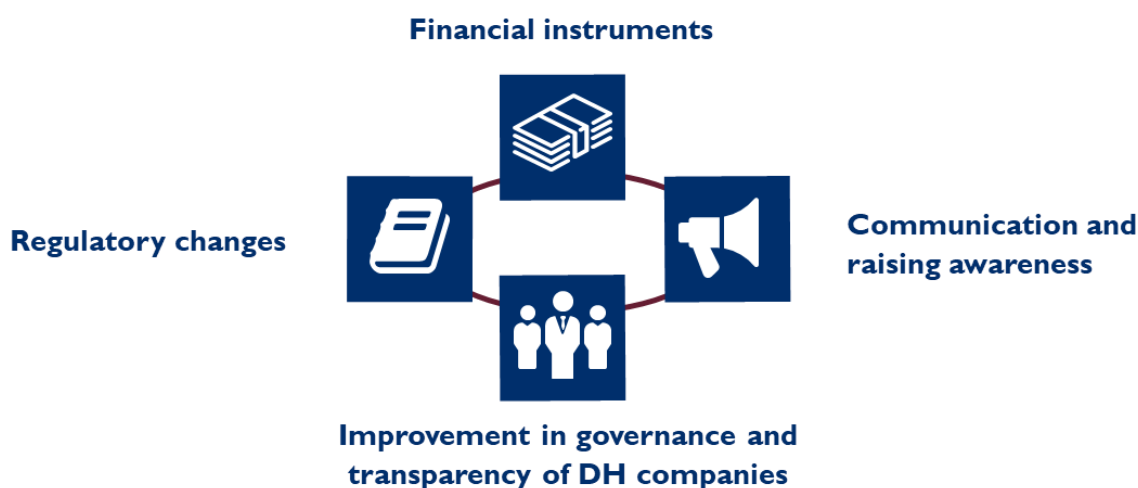 Financial instruments
Regulatory changes
Communication and
raising awareness
Improvement in governance and
transparency of DH companies